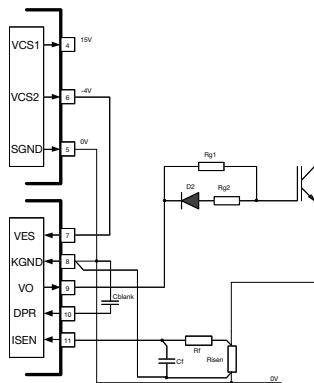 VCS1 4 15V
VCS2 6 -4V
SGND 5 0V
Rg1
D2 Rg2
VES 7
KGND 8
VO 9
Cblank
DPR 10
ISEN 11
Rf
Cf Risen
0V